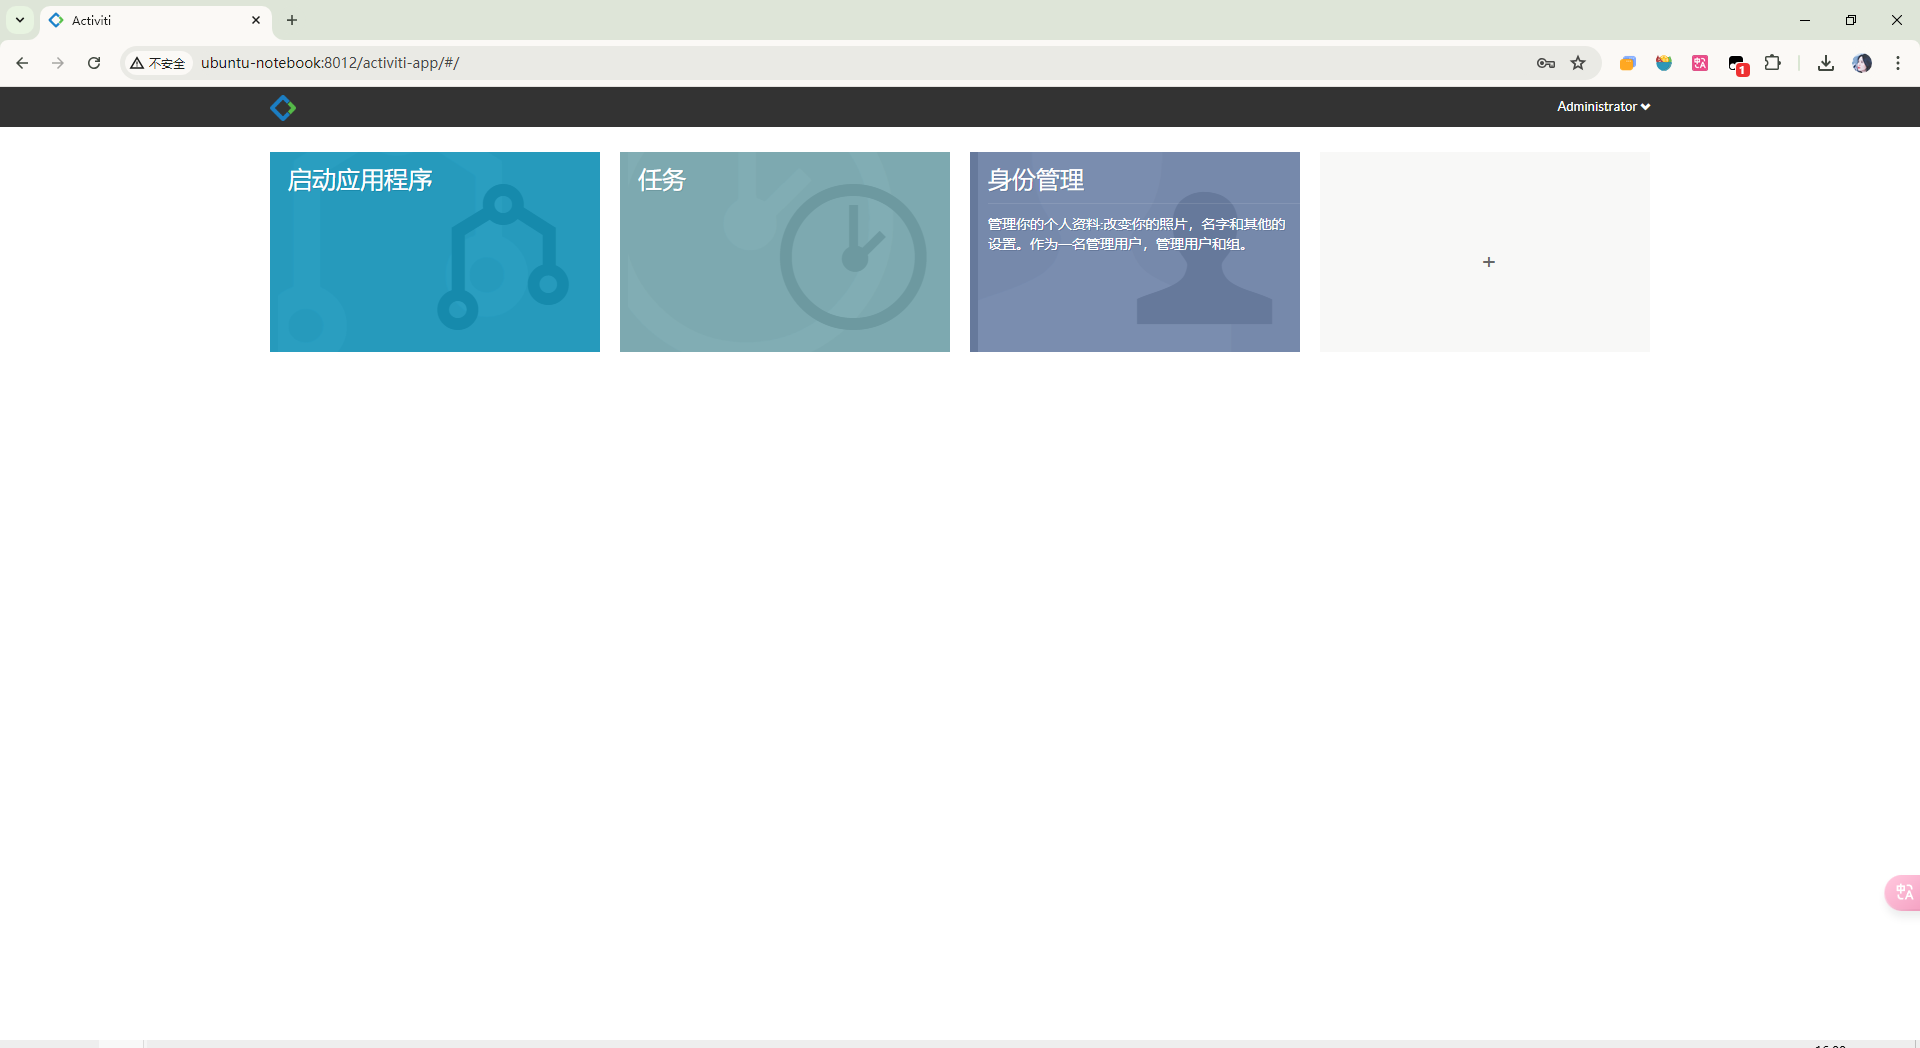 Activiti
不安全
ubuntu-notebook:8012/activiti-app/#/
1
Administrator
启动应用程序
任务
身份管理
管理你的个人资料:改变你的照片，名字和其他的
设置。作为一名管理用户，管理用户和组。
+